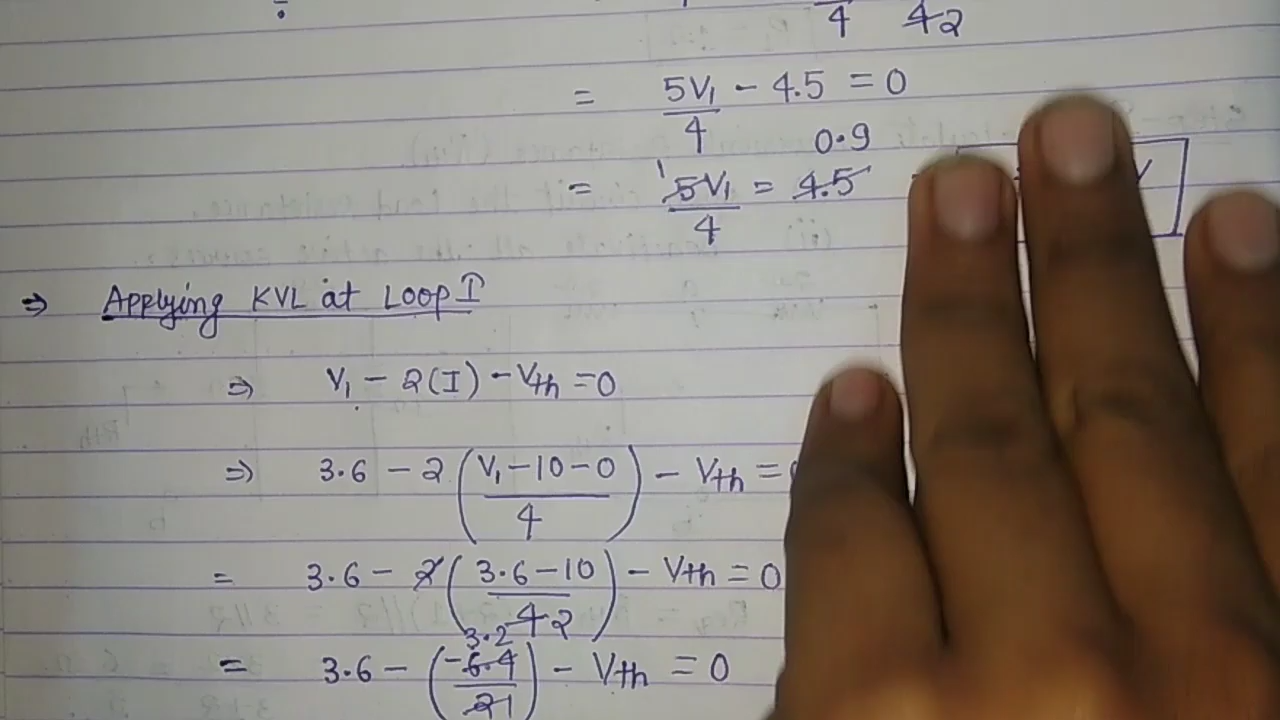 4 42
= 5V₁/4 - 4.5 = 0
0.9
= ¹5V₁/4 = 4.5
⇒ Applying KVL at Loop I
⇒ V₁ - 2(I) - Vth = 0
⇒ 3.6 - 2(V₁ - 10 - 0/4) - Vth =
= 3.6 - 2(3.6 - 10/42) - Vth = 0
3.2
= 3.6 - (-6.4/21) - Vth = 0